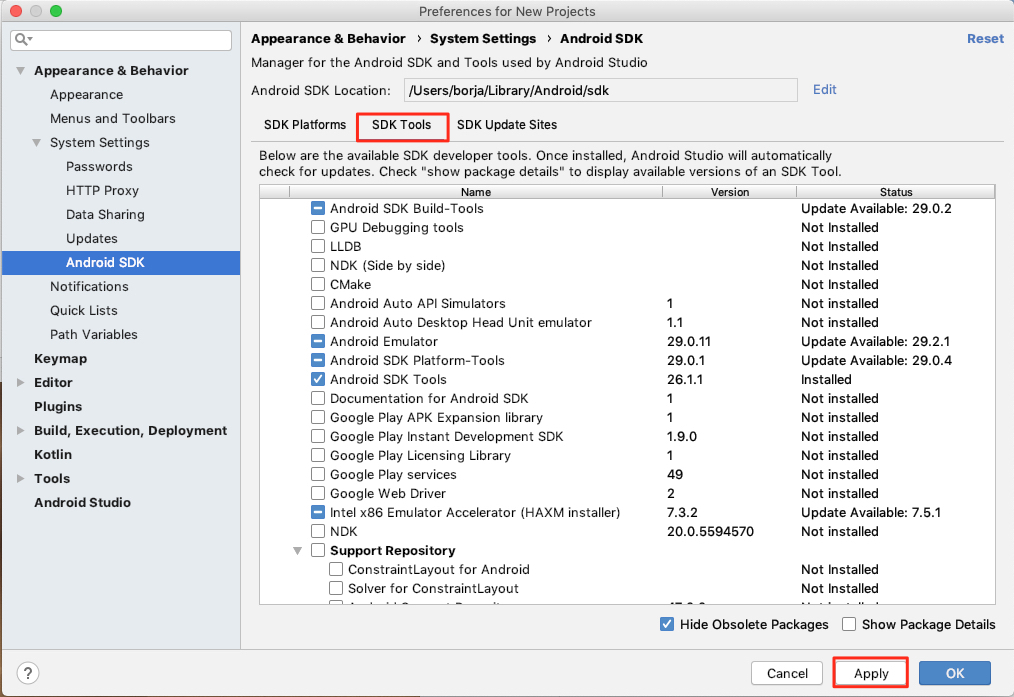 Preferences for New Projects
Appearance & Behavior
Appearance
Menus and Toolbars
System Settings
Passwords
HTTP Proxy
Data Sharing
Updates
Android SDK
Notifications
Quick Lists
Path Variables
Keymap
Editor
Plugins
Build, Execution, Deployment
Kotlin
Tools
Android Studio
Appearance & Behavior › System Settings › Android SDK Reset
Manager for the Android SDK and Tools used by Android Studio
Android SDK Location: /Users/borja/Library/Android/sdk Edit
SDK Platforms SDK Tools SDK Update Sites
Below are the available SDK developer tools. Once installed, Android Studio will automatically
check for updates. Check "show package details" to display available versions of an SDK Tool.
Name Version Status
Android SDK Build-Tools Update Available: 29.0.2
GPU Debugging tools Not Installed
LLDB Not Installed
NDK (Side by side) Not Installed
CMake Not Installed
Android Auto API Simulators 1 Not installed
Android Auto Desktop Head Unit emulator 1.1 Not installed
Android Emulator 29.0.11 Update Available: 29.2.1
Android SDK Platform-Tools 29.0.1 Update Available: 29.0.4
Android SDK Tools 26.1.1 Installed
Documentation for Android SDK 1 Not installed
Google Play APK Expansion library 1 Not installed
Google Play Instant Development SDK 1.9.0 Not installed
Google Play Licensing Library 1 Not installed
Google Play services 49 Not installed
Google Web Driver 2 Not installed
Intel x86 Emulator Accelerator (HAXM installer) 7.3.2 Update Available: 7.5.1
NDK 20.0.5594570 Not installed
Support Repository
ConstraintLayout for Android Not Installed
Solver for ConstraintLayout Not Installed
Hide Obsolete Packages Show Package Details
? Cancel Apply OK